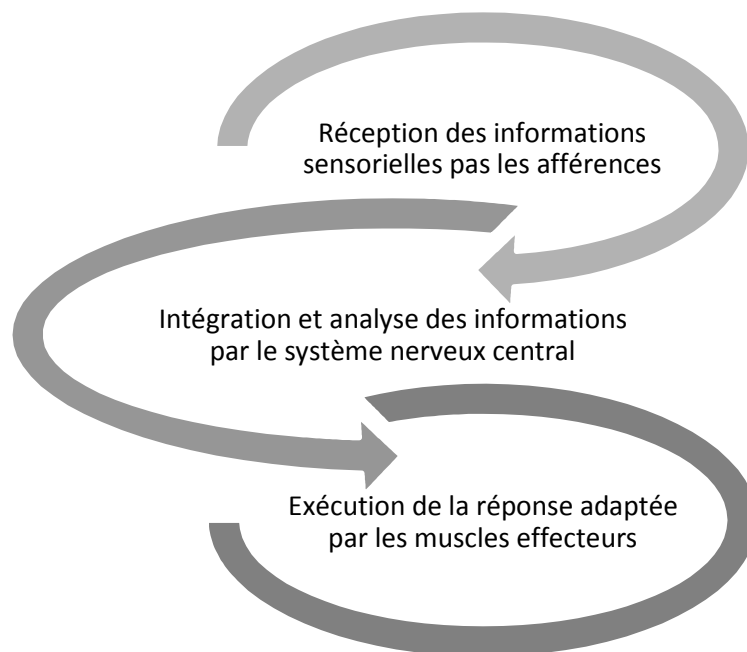 Réception des informations
sensorielles pas les afférences
Intégration et analyse des informations
par le système nerveux central
Exécution de la réponse adaptée
par les muscles effecteurs